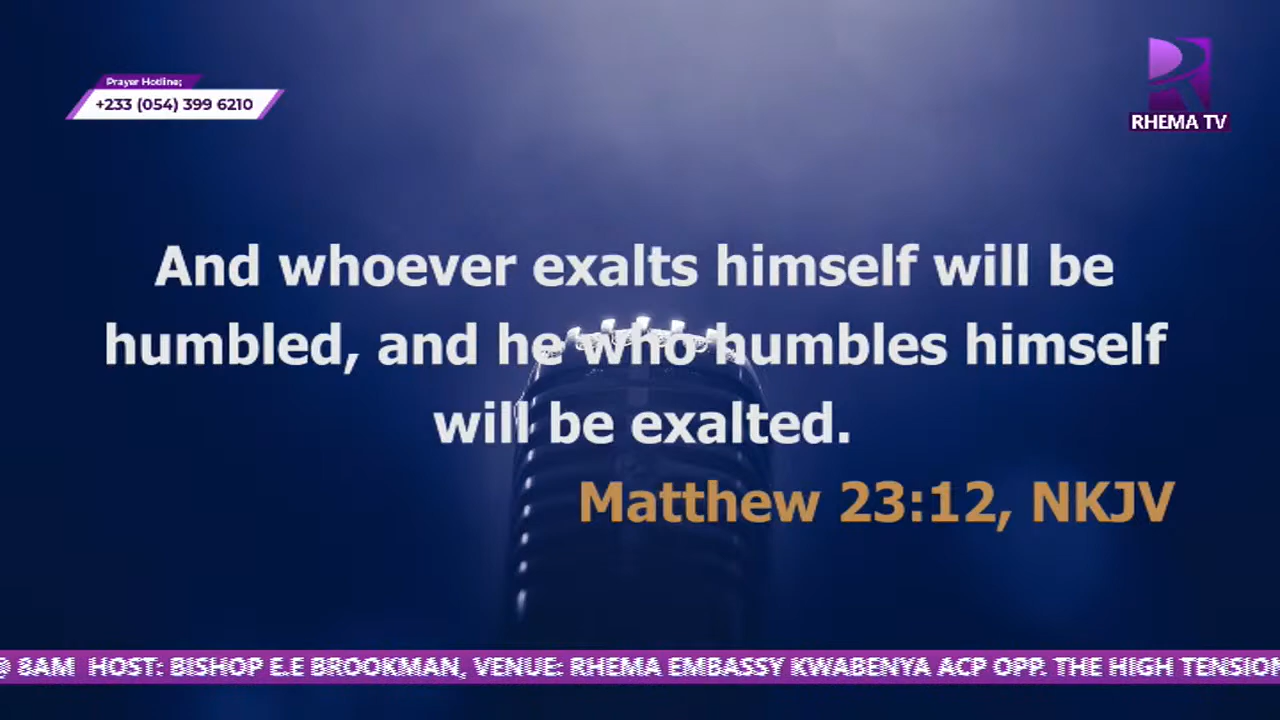 Prayer Hotline;
+233 (054) 399 6210
RHEMA TV
And whoever exalts himself will be
humbled, and he who humbles himself
will be exalted.
Matthew 23:12, NKJV
@ 8AM HOST: BISHOP E.E BROOKMAN, VENUE: RHEMA EMBASSY KWABENYA ACP OPP. THE HIGH TENSION